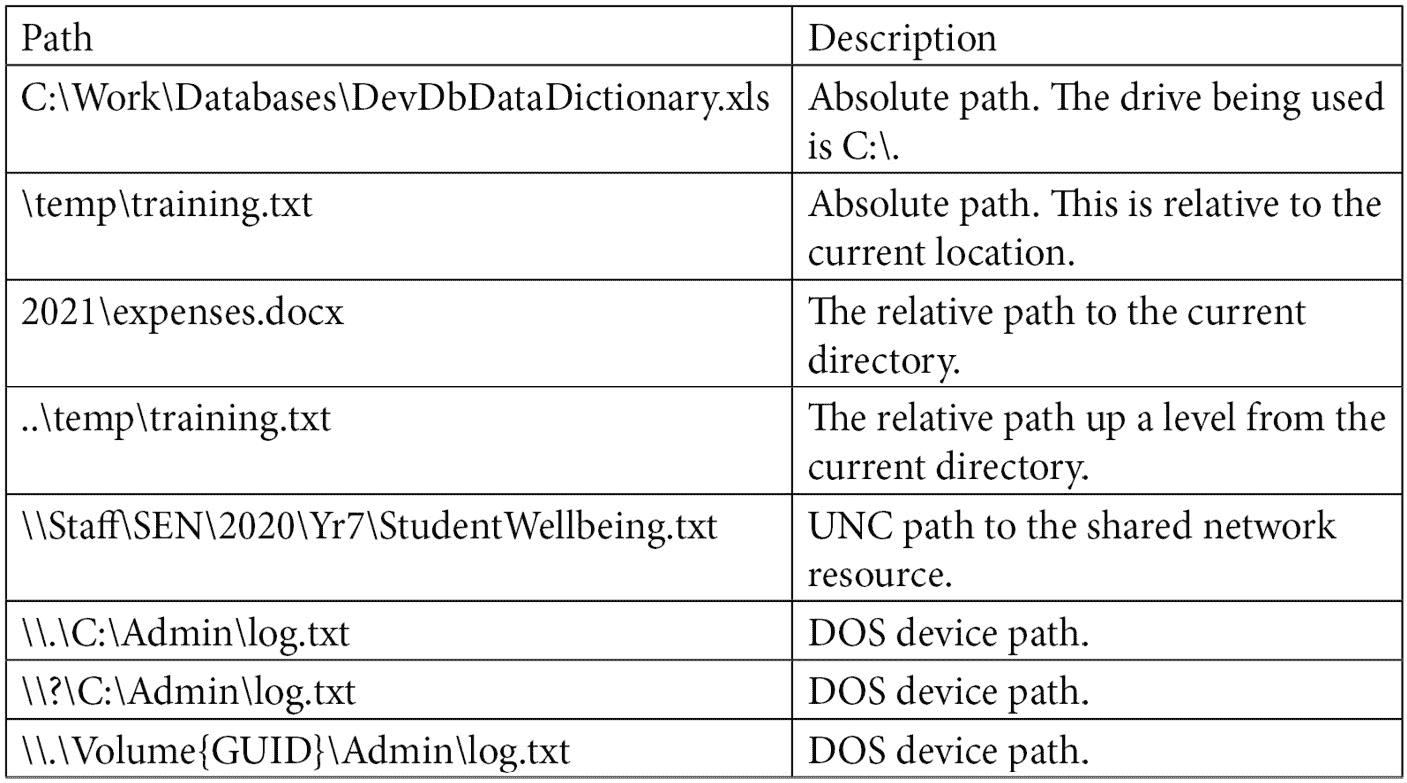 Path Description
C:\Work\Databases\DevDbDataDictionary.xls Absolute path. The drive being used
is C:\.
\temp\training.txt Absolute path. This is relative to the
current location.
2021\expenses.docx The relative path to the current
directory.
..\temp\training.txt The relative path up a level from the
current directory.
\\Staff\SEN\2020\Yr7\StudentWellbeing.txt UNC path to the shared network
resource.
\\.\C:\Admin\log.txt DOS device path.
\\?\C:\Admin\log.txt DOS device path.
\\.\Volume{GUID}\Admin\log.txt DOS device path.